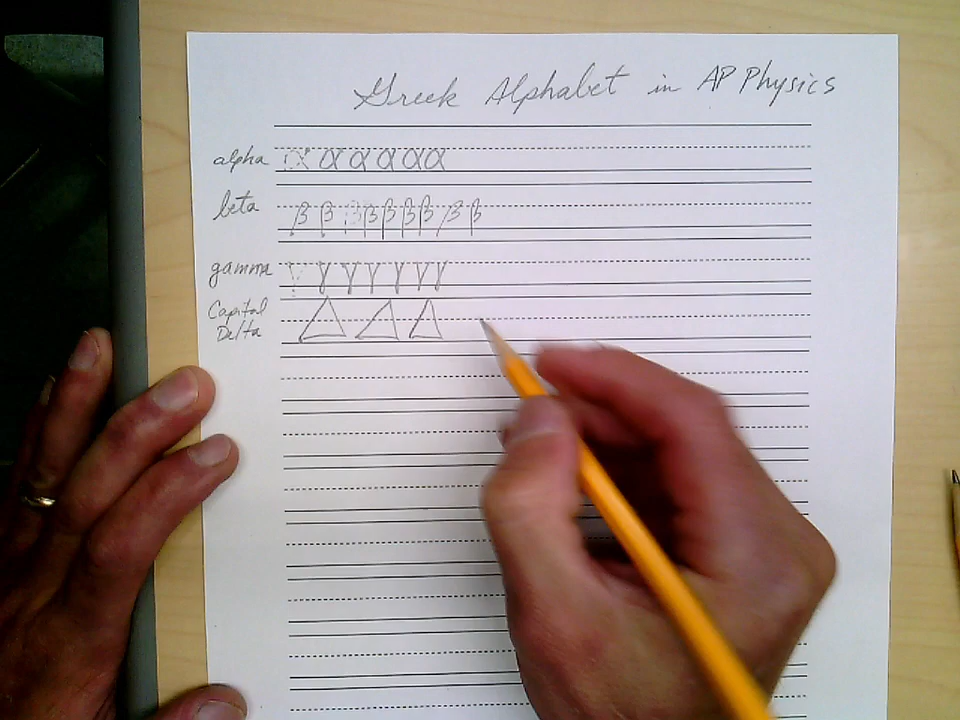 Greek Alphabet in AP Physics
alpha α α α α α α
beta β β β β β β β β β
gamma γ γ γ γ γ γ γ
Capital
Delta Δ Δ Δ